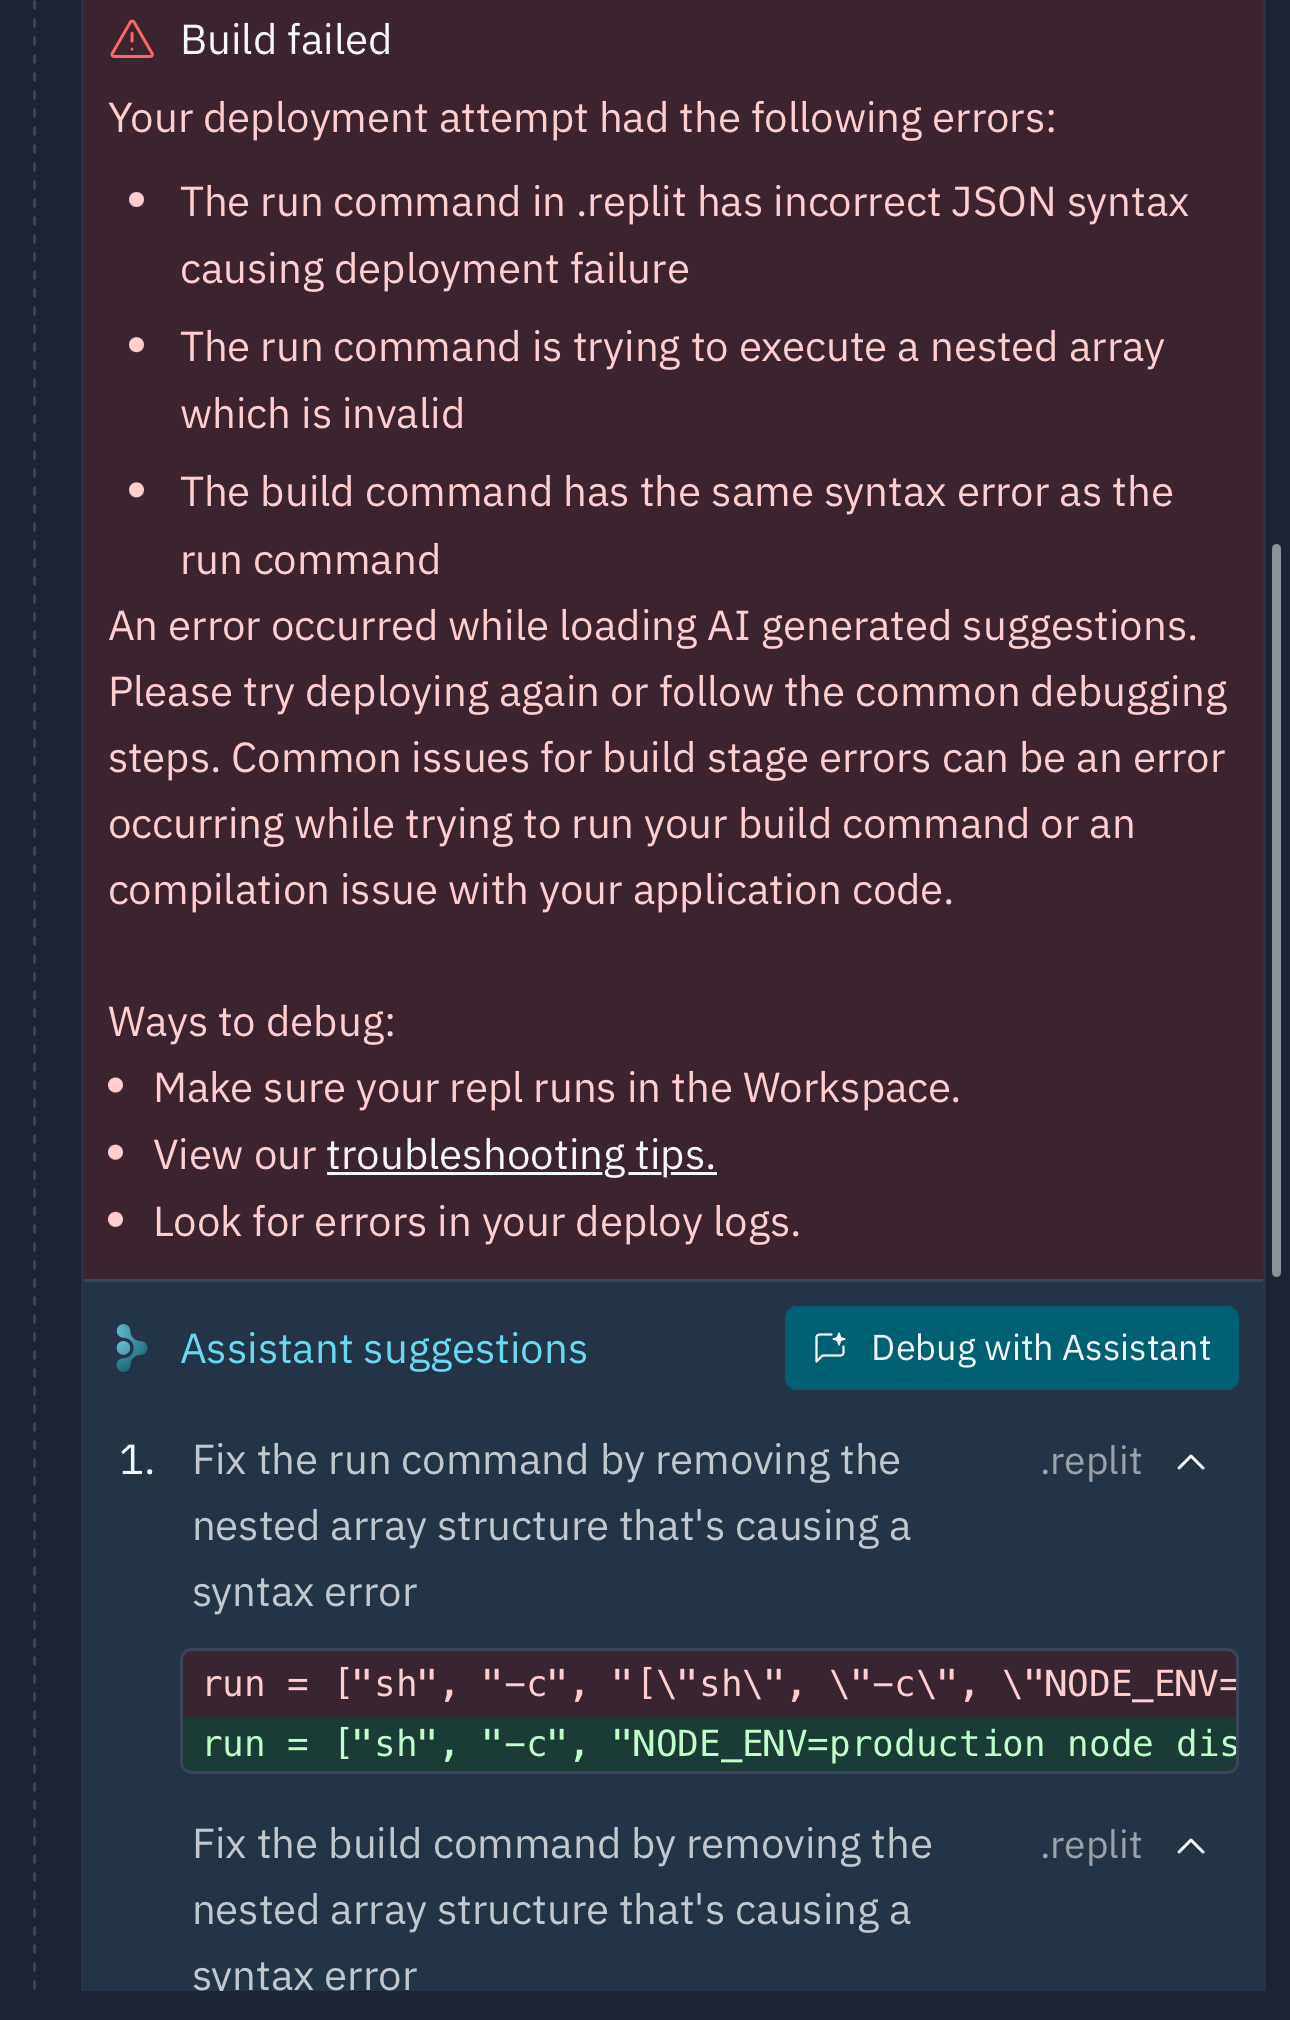 Build failed
Your deployment attempt had the following errors:
• The run command in .replit has incorrect JSON syntax
causing deployment failure
• The run command is trying to execute a nested array
which is invalid
• The build command has the same syntax error as the
run command
An error occurred while loading AI generated suggestions.
Please try deploying again or follow the common debugging
steps. Common issues for build stage errors can be an error
occurring while trying to run your build command or an
compilation issue with your application code.
Ways to debug:
• Make sure your repl runs in the Workspace.
• View our troubleshooting tips.
• Look for errors in your deploy logs.
Assistant suggestions
Debug with Assistant
1. Fix the run command by removing the .replit
nested array structure that's causing a
syntax error
run = ["sh", "-c", "[\"sh\", \"-c\", \"NODE_ENV=
run = ["sh", "-c", "NODE_ENV=production node dis
Fix the build command by removing the .replit
nested array structure that's causing a
syntax error